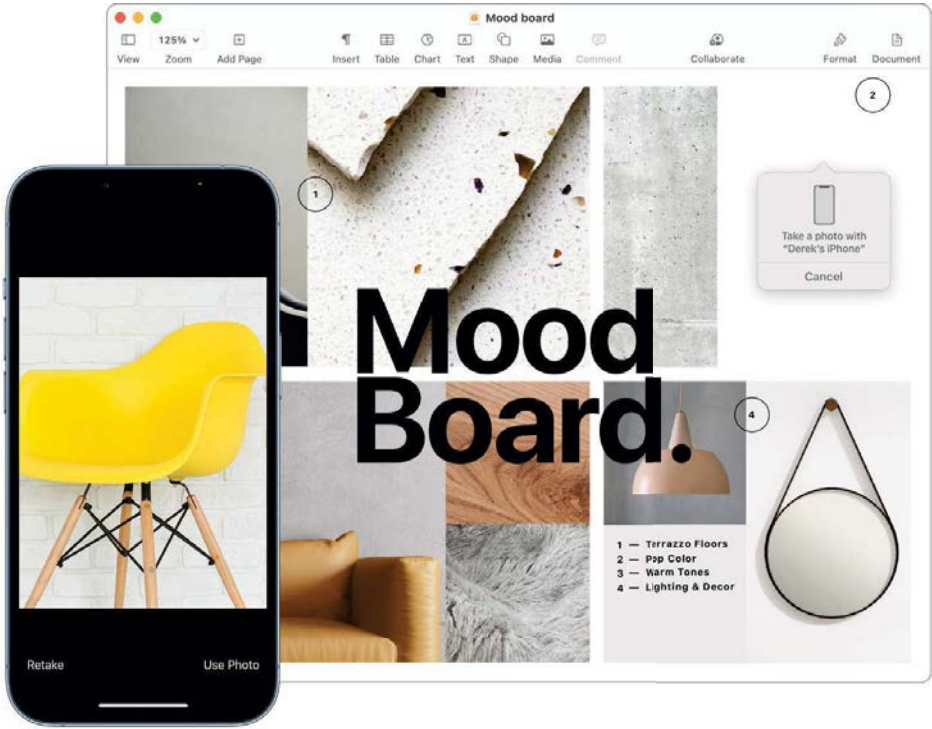 Mood board
125%
View Zoom Add Page Insert Table Chart Text Shape Media Comment Collaborate Format Document
2
1
Take a photo with
“Derek’s iPhone”
Cancel
Mood
Board.
4
1 — Terrazzo Floors
2 — Pop Color
3 — Warm Tones
4 — Lighting & Decor
Retake Use Photo